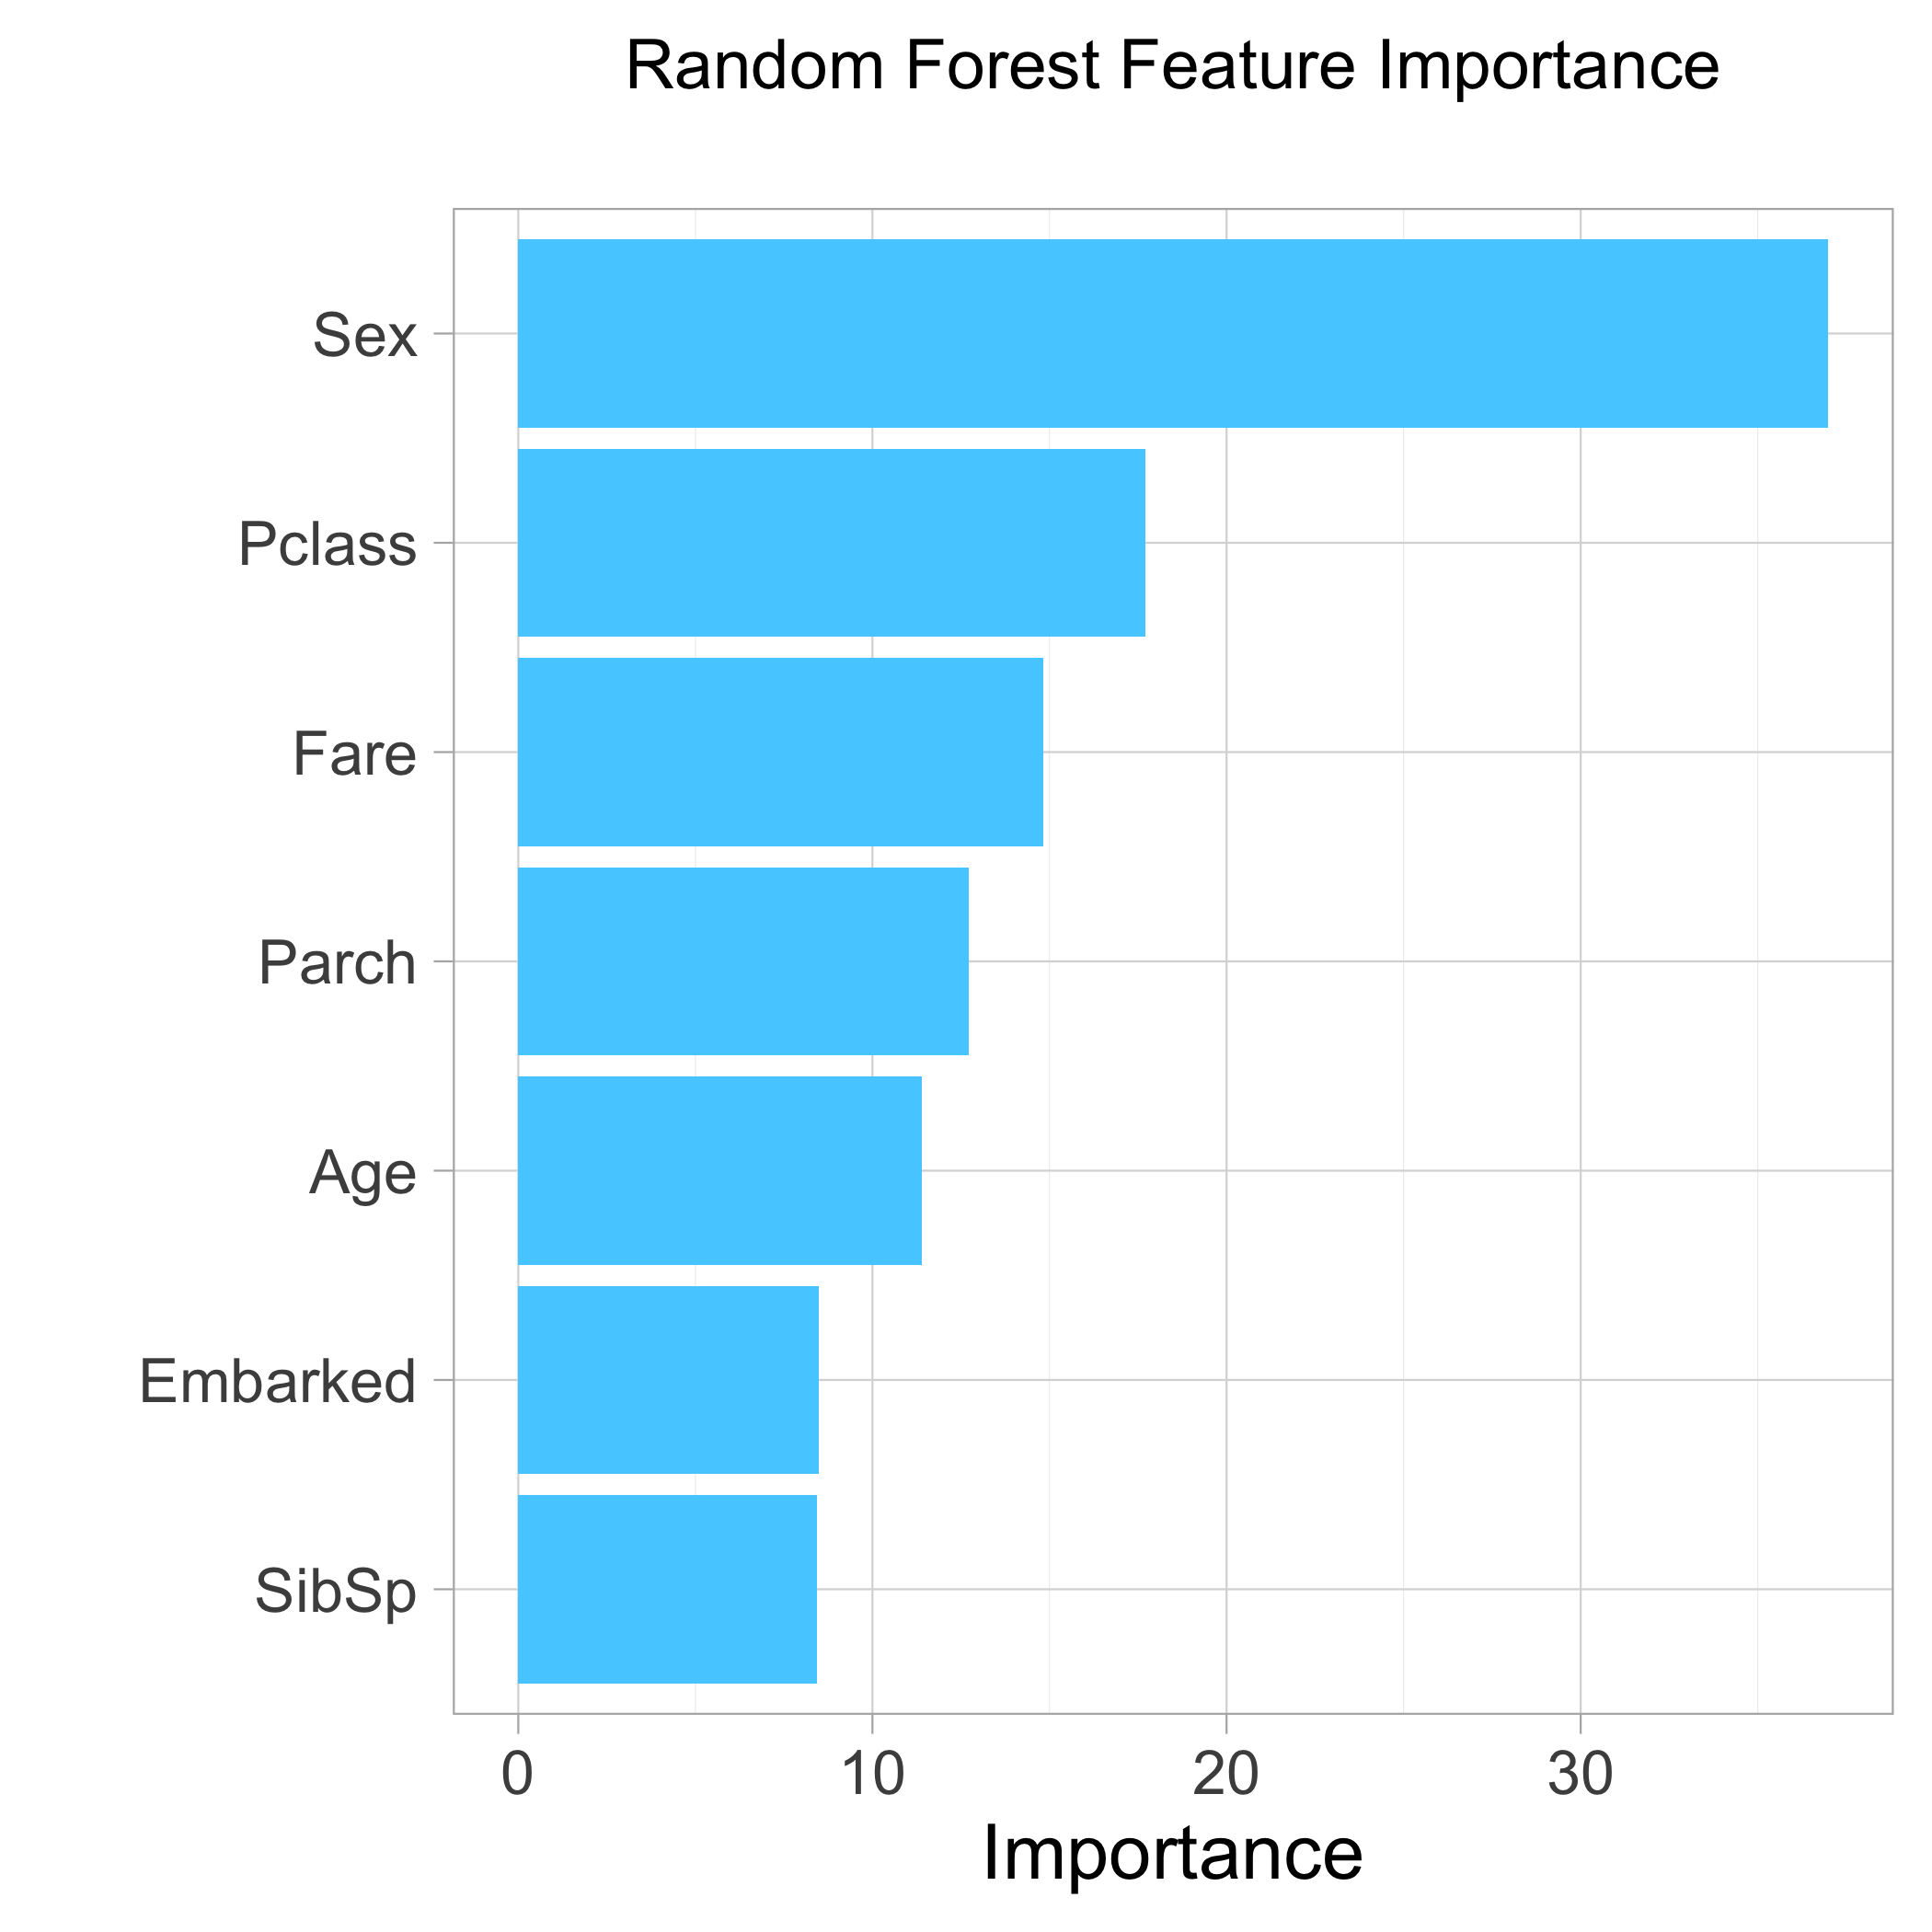 Random Forest Feature Importance
Sex
Pclass
Fare
Parch
Age
Embarked
SibSp
0 10 20 30
Importance